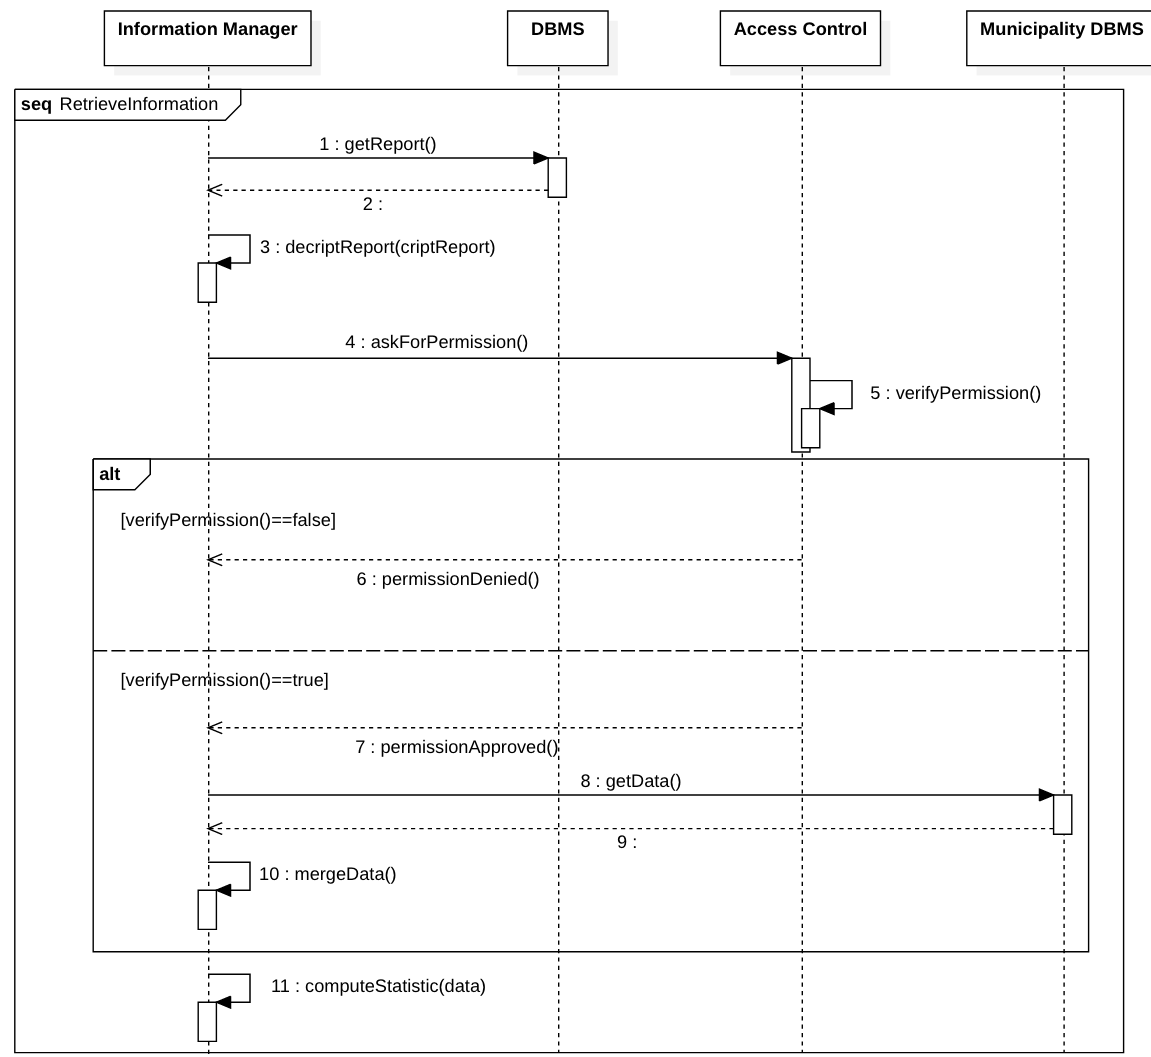 Information Manager
DBMS
Access Control
Municipality DBMS
seq RetrieveInformation
1 : getReport()
2 :
3 : decriptReport(criptReport)
4 : askForPermission()
5 : verifyPermission()
alt
[verifyPermission()==false]
6 : permissionDenied()
[verifyPermission()==true]
7 : permissionApproved()
8 : getData()
9 :
10 : mergeData()
11 : computeStatistic(data)